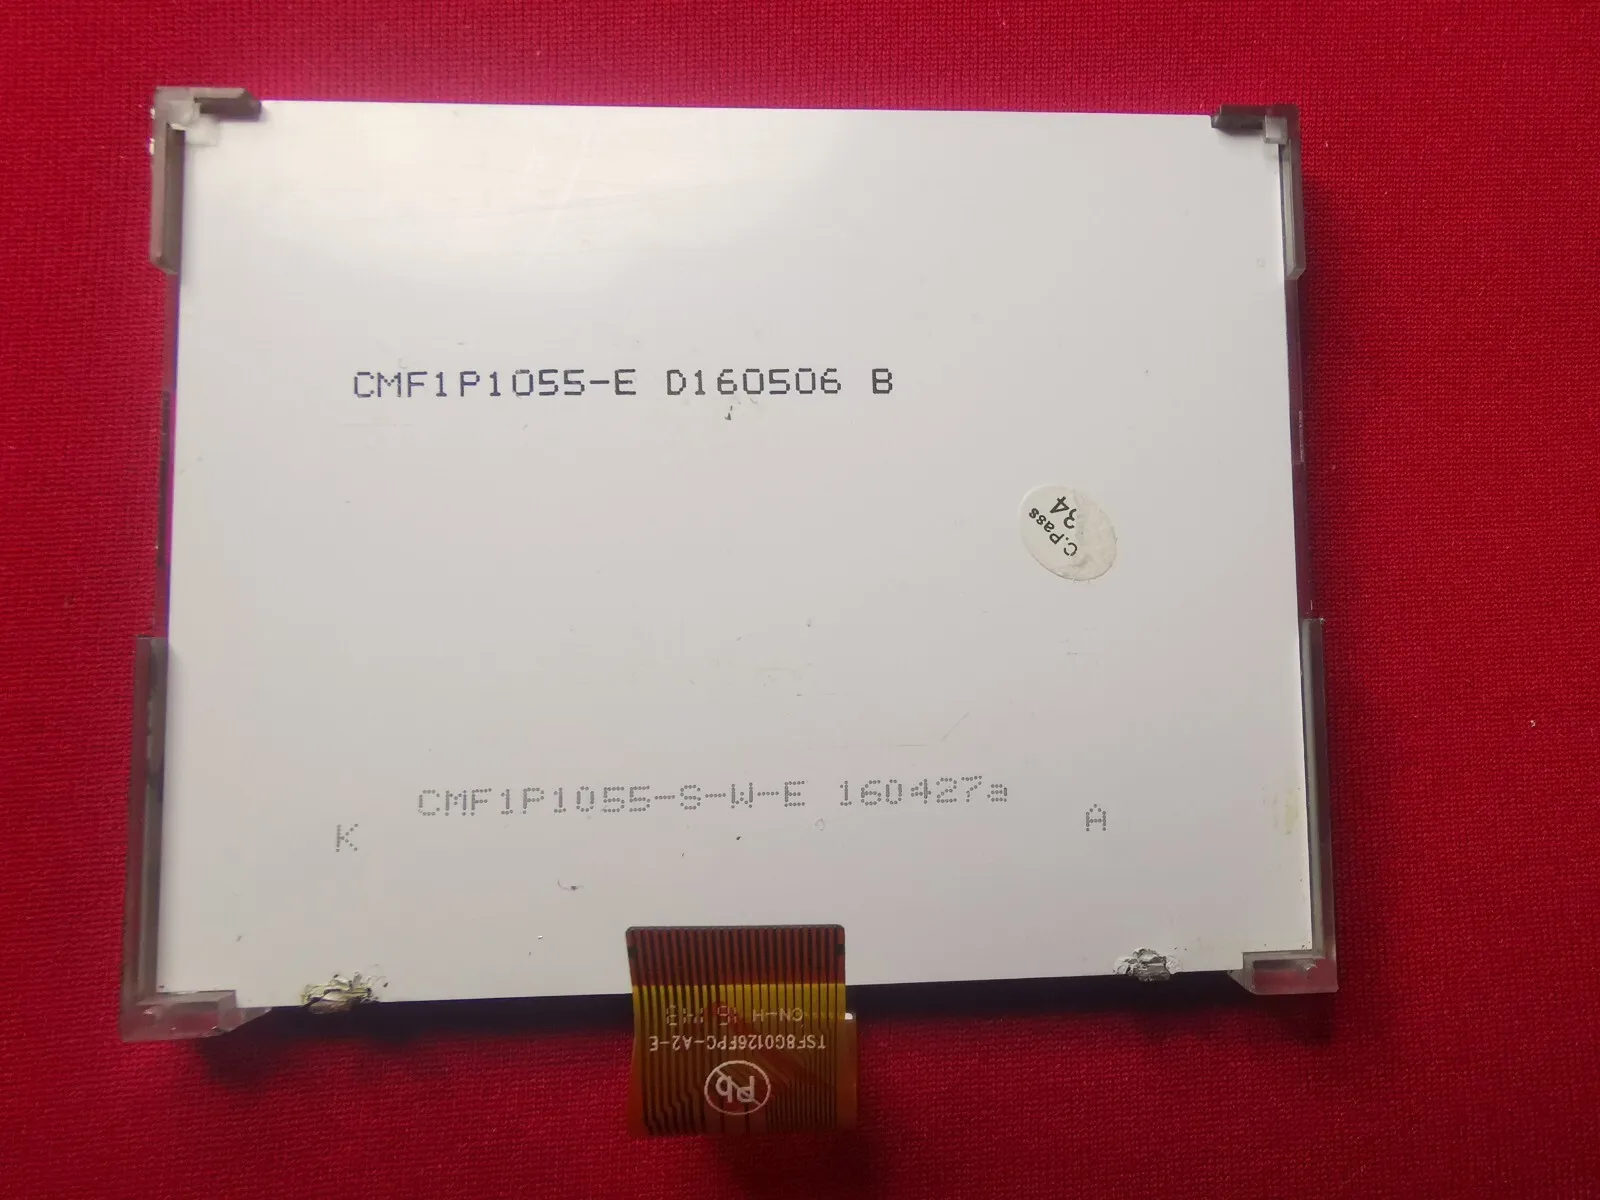 CMF1P1055-E D160506 B
C.Pass
34
CMF1P1055-S-W-E 160427a
K
A
CN-H
TSF8G0126FPC-A2-E
Pb